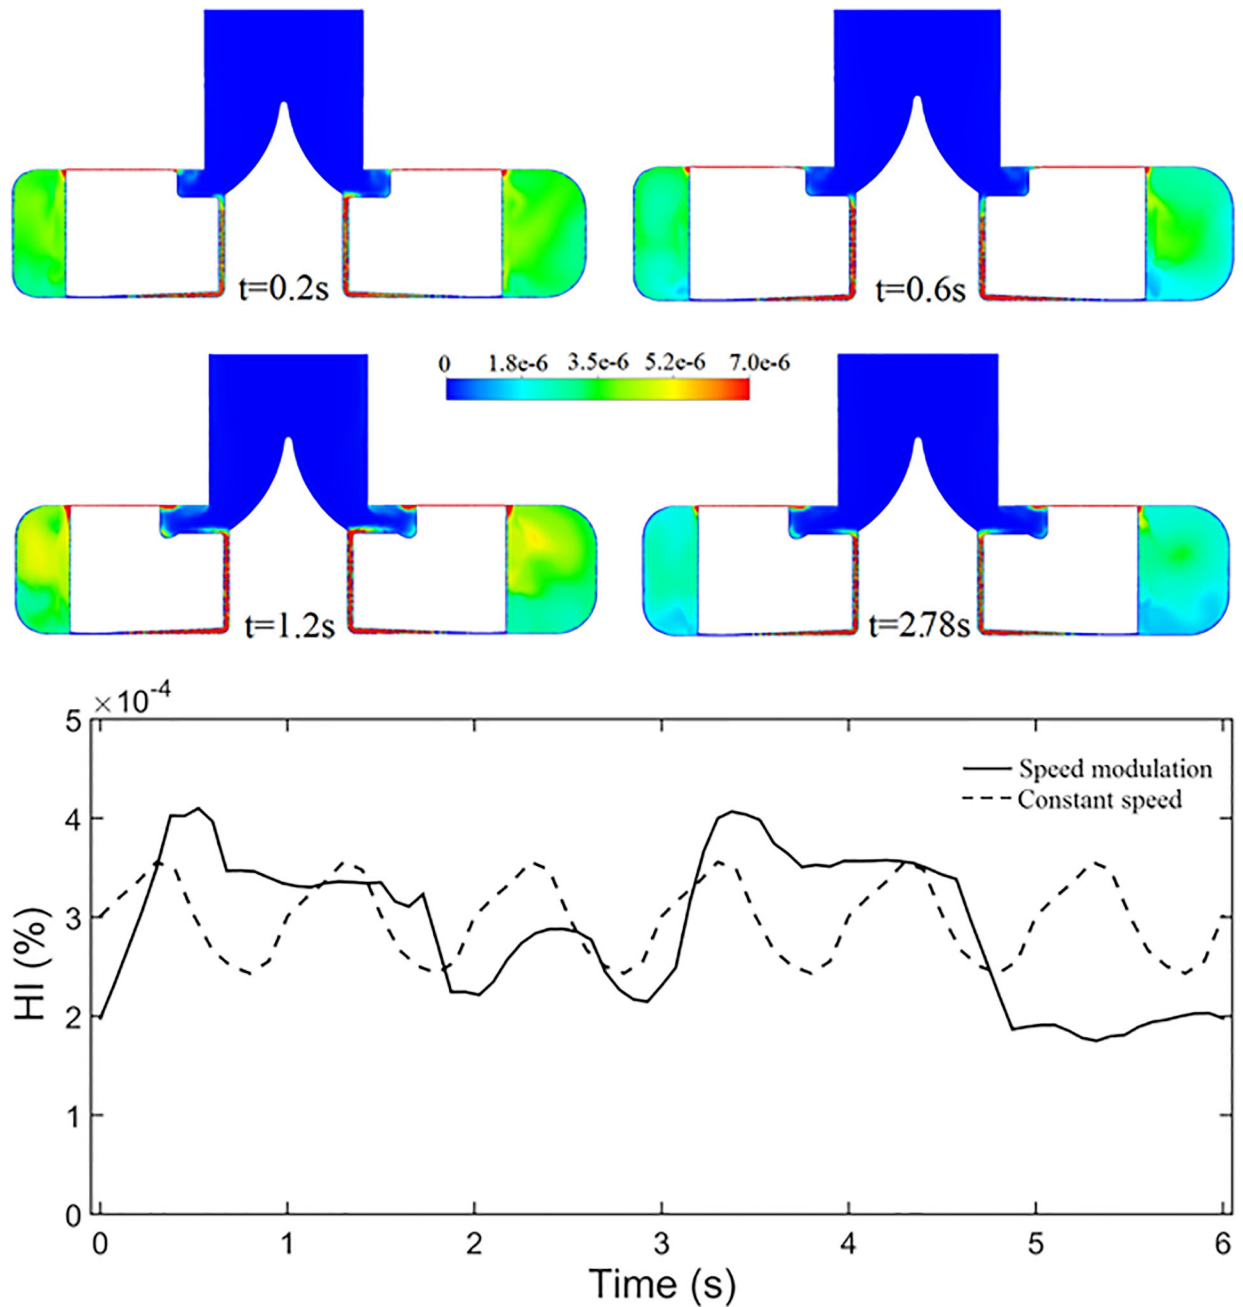 t=0.2s
t=0.6s
0 1.8e-6 3.5e-6 5.2e-6 7.0e-6
t=1.2s
t=2.78s
×10⁻⁴
5
4
3
2
1
0
HI (%)
Speed modulation
Constant speed
0 1 2 3 4 5 6
Time (s)